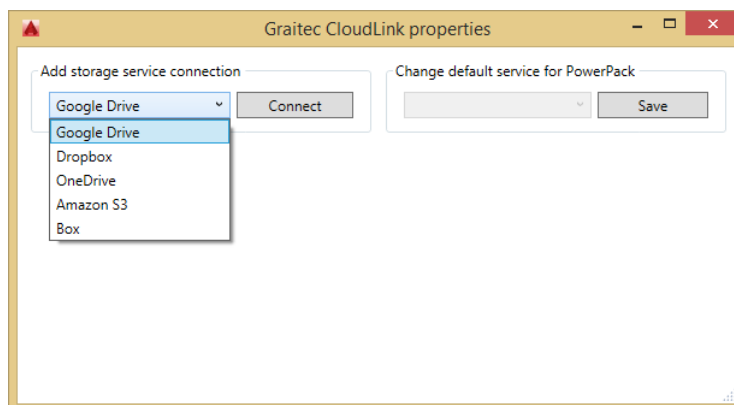 Graitec CloudLink properties
Add storage service connection
Google Drive
Connect
Change default service for PowerPack
Save
Google Drive
Dropbox
OneDrive
Amazon S3
Box